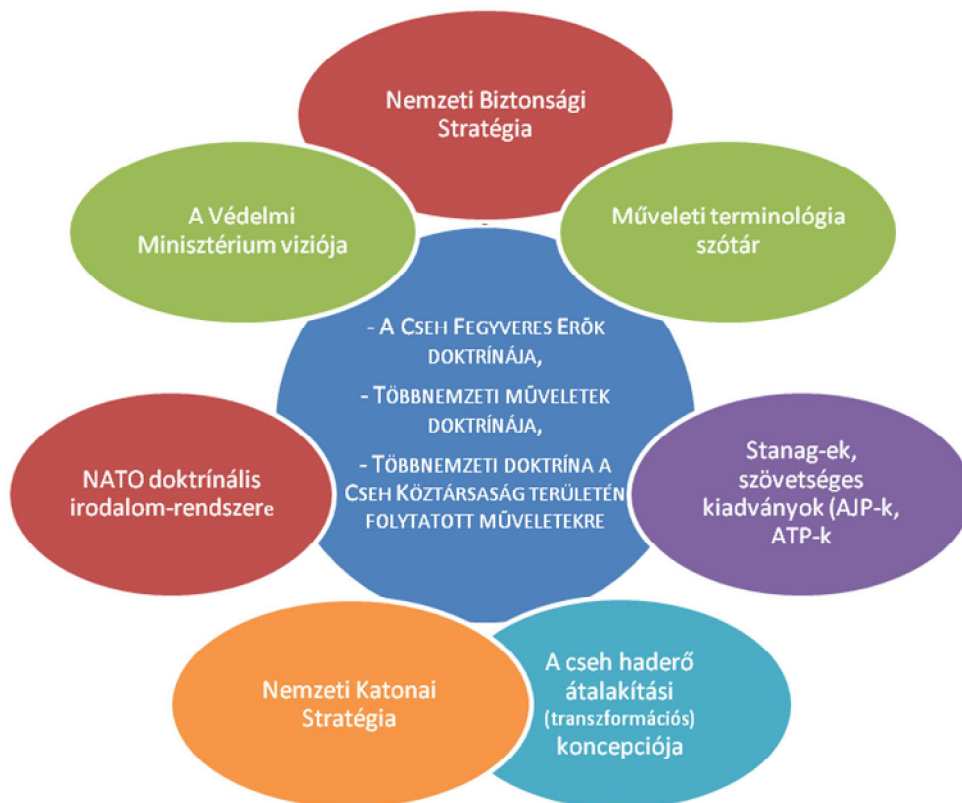 Nemzeti Biztonsági
Stratégia
A Védelmi
Minisztérium viziója
Műveleti terminológia
szótár
- A CSEH FEGYVERES ERŐK
DOKTRÍNÁJA,
- TÖBBNEMZETI MŰVELETEK
DOKTRÍNÁJA,
- TÖBBNEMZETI DOKTRÍNA A
CSEH KÖZTÁRSASÁG TERÜLETÉN
FOLYTATOTT MŰVELETEKRE
NATO doktrínális
irodalom-rendszere
Stanag-ek,
szövetséges
kiadványok (AJP-k,
ATP-k
Nemzeti Katonai
Stratégia
A cseh haderő
átalakítási
(transzformációs)
koncepciója